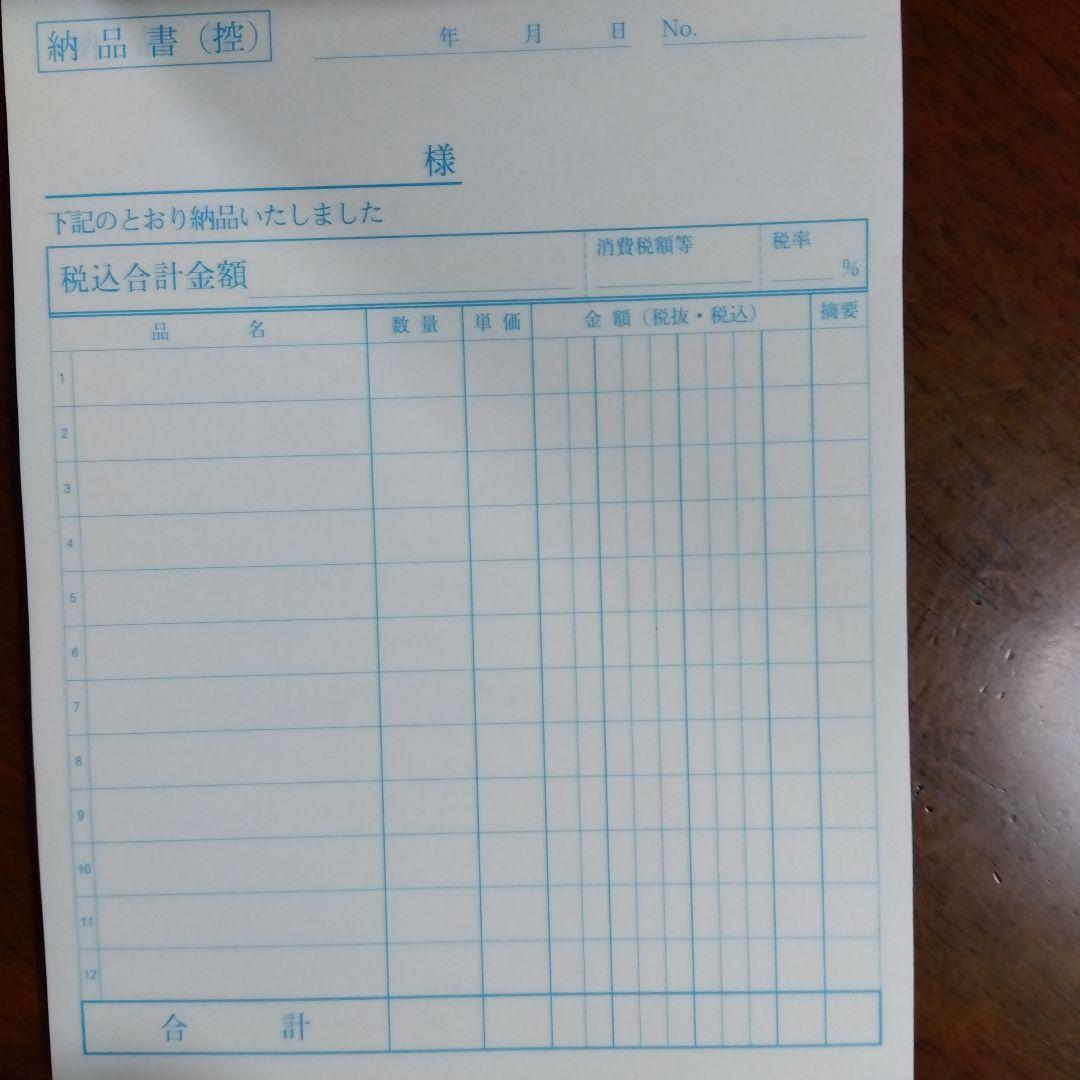 納品書（控）
年 月 日 No.
様
下記のとおり納品いたしました
税込合計金額 消費税額等 税率 %
品名 数量 単価 金額（税抜・税込） 摘要
1
2
3
4
5
6
7
8
9
10
11
12
合計